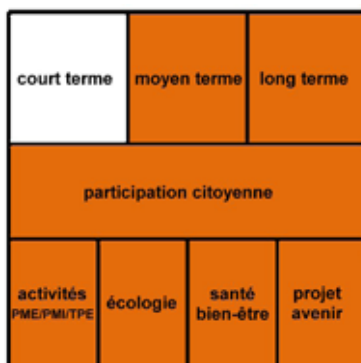 court terme moyen terme long terme
participation citoyenne
activités écologie santé projet
PME/PMI/TPE bien-être avenir